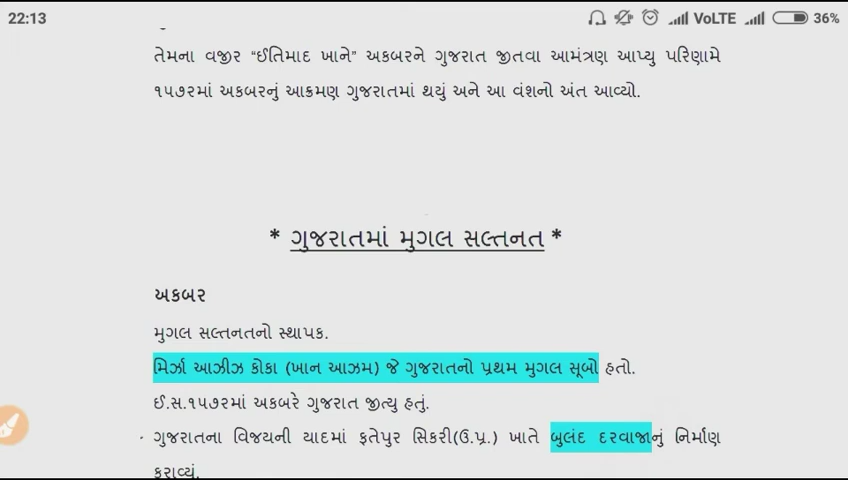 22:13
VoLTE 36%
તેમના વજીર “ઈતિમાદ ખાને” અકબરને ગુજરાત જીતવા આમંત્રણ આપ્યુ પરિણામે
૧૫૭૨માં અકબરનું આક્રમણ ગુજરાતમાં થયું અને આ વંશનો અંત આવ્યો.
* ગુજરાતમાં મુગલ સલ્તનત *
અકબર
મુગલ સલ્તનતનો સ્થાપક.
મિર્ઝા આઝીઝ કોકા (ખાન આઝમ) જે ગુજરાતનો પ્રથમ મુગલ સૂબો હતો.
ઈ.સ.૧૫૭૨માં અકબરે ગુજરાત જીત્યુ હતું.
ગુજરાતના વિજયની યાદમાં ફતેપુર સિકરી(ઉ.પ્ર.) ખાતે બુલંદ દરવાજાનું નિર્માણ
કરાવ્યું.